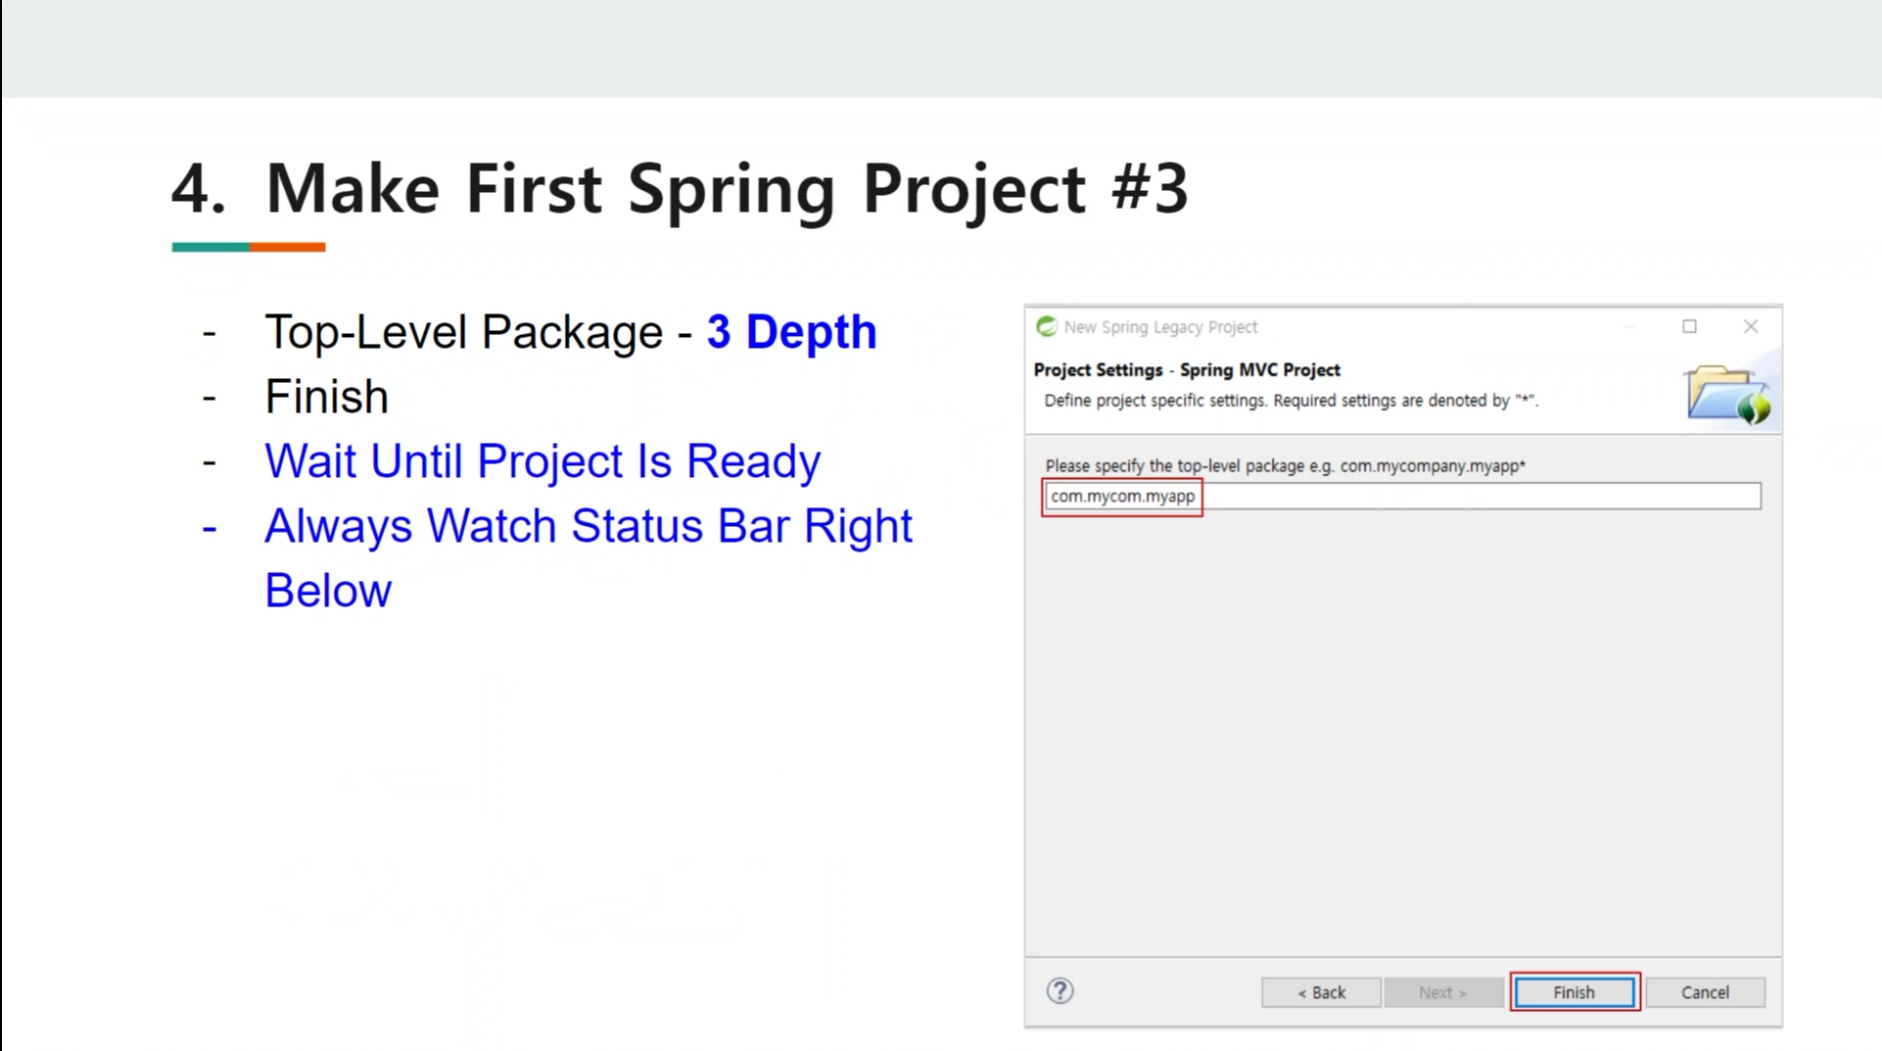 4. Make First Spring Project #3
- Top-Level Package - 3 Depth
- Finish
- Wait Until Project Is Ready
- Always Watch Status Bar Right
Below
New Spring Legacy Project
Project Settings - Spring MVC Project
Define project specific settings. Required settings are denoted by "*".
Please specify the top-level package e.g. com.mycompany.myapp*
com.mycom.myapp
? < Back Next > Finish Cancel